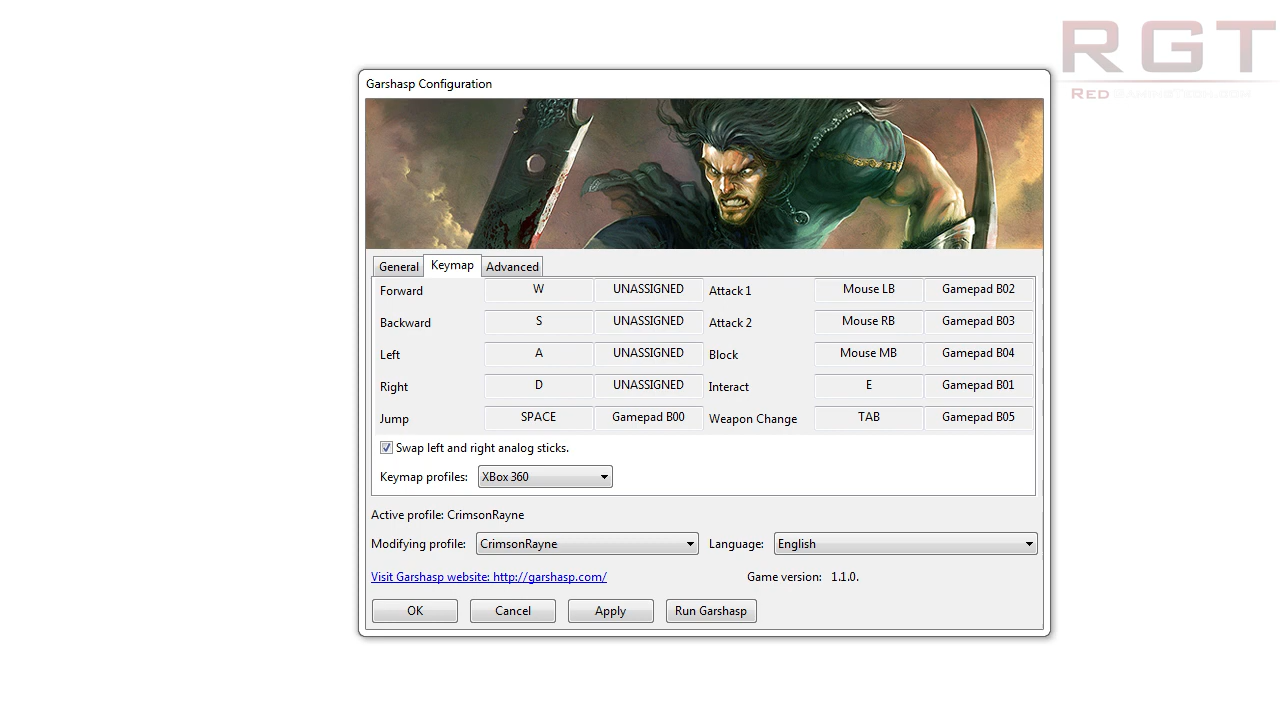 RGT
RED
Garshasp Configuration
General Keymap Advanced
Forward W UNASSIGNED Attack 1 Mouse LB Gamepad B02
Backward S UNASSIGNED Attack 2 Mouse RB Gamepad B03
Left A UNASSIGNED Block Mouse MB Gamepad B04
Right D UNASSIGNED Interact E Gamepad B01
Jump SPACE Gamepad B00 Weapon Change TAB Gamepad B05
Swap left and right analog sticks.
Keymap profiles: XBox 360
Active profile: CrimsonRayne
Modifying profile: CrimsonRayne Language: English
Visit Garshasp website: http://garshasp.com/ Game version: 1.1.0.
OK Cancel Apply Run Garshasp